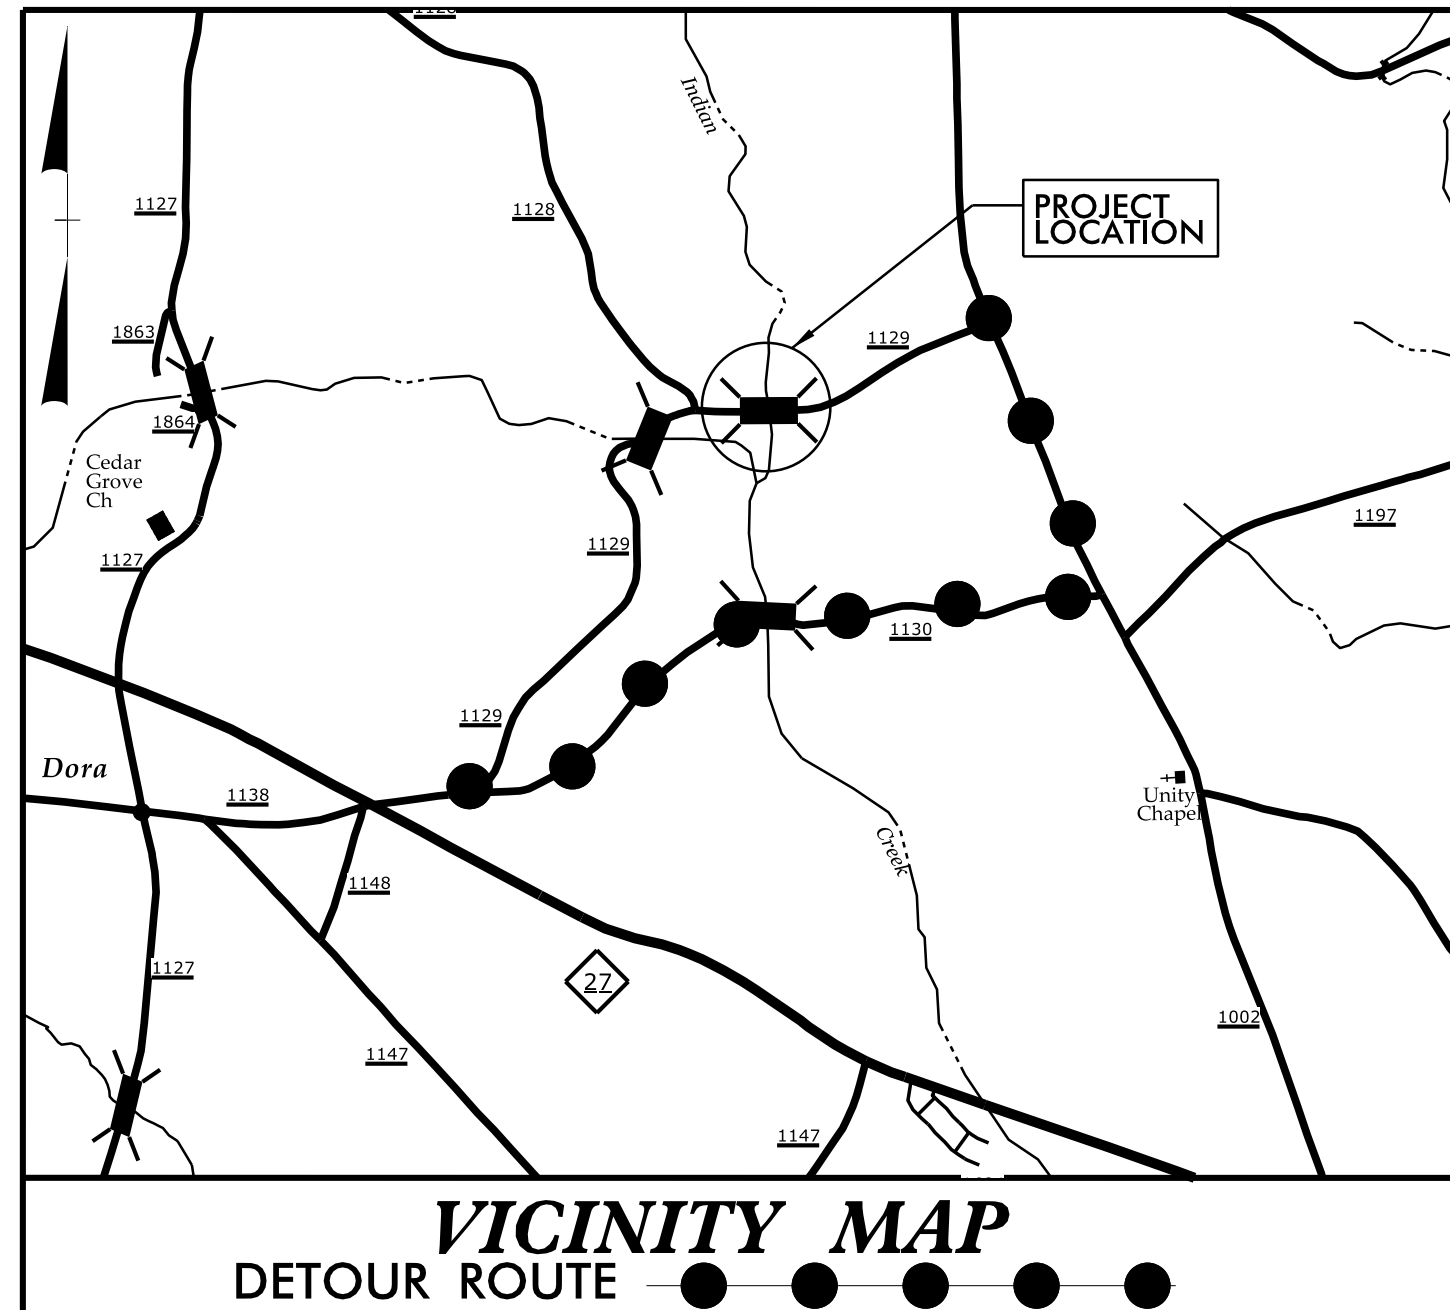 Indian
1127
PROJECT
LOCATION
1128
1863
1129
1864
Cedar
Grove
Ch
1197
1129
1127
1130
1129
Dora
1138
Unity
Chapel
Creek
1148
1127
27
1002
1147
1147
VICINITY MAP
DETOUR ROUTE